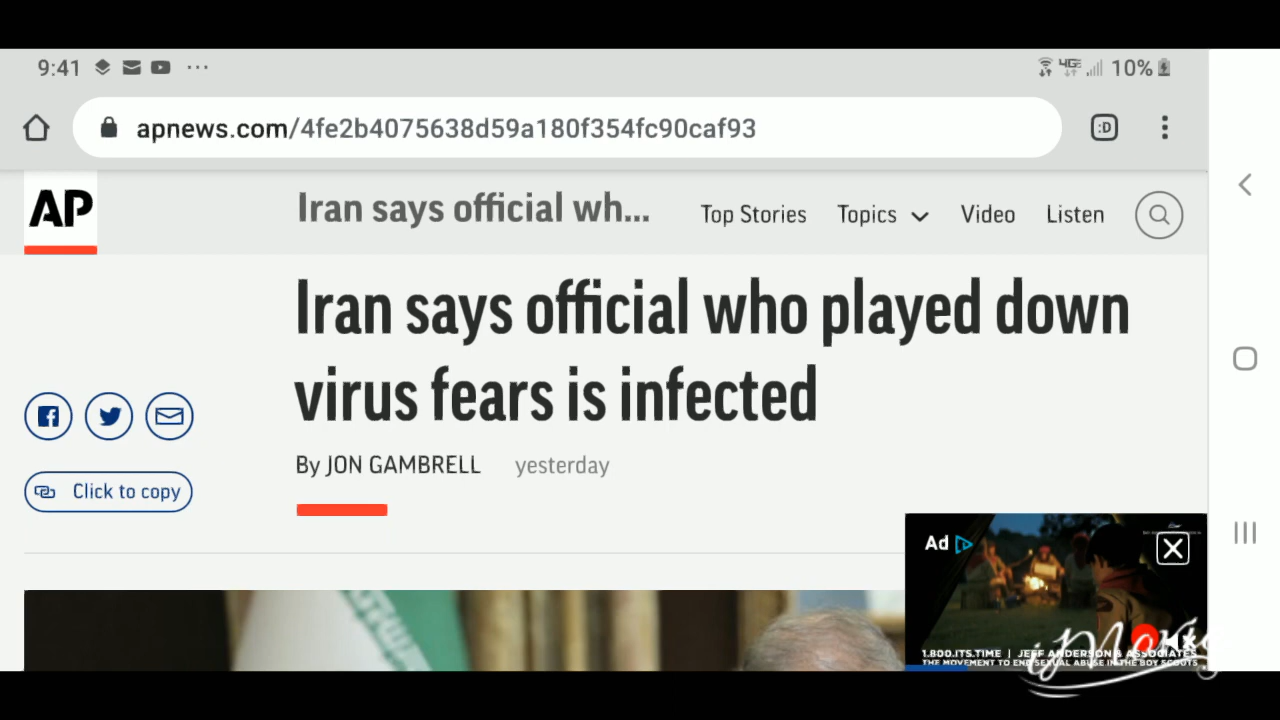 9:41
4GE
10%
apnews.com/4fe2b4075638d59a180f354fc90caf93
:D
AP
Iran says official wh...
Top Stories
Topics
Video
Listen
Iran says official who played down
virus fears is infected
By JON GAMBRELL
yesterday
Click to copy
Ad
1.800.ITS.TIME | JEFF ANDERSON & ASSOCIATES
THE MOVEMENT TO END SEXUAL ABUSE IN THE BOY SCOUTS